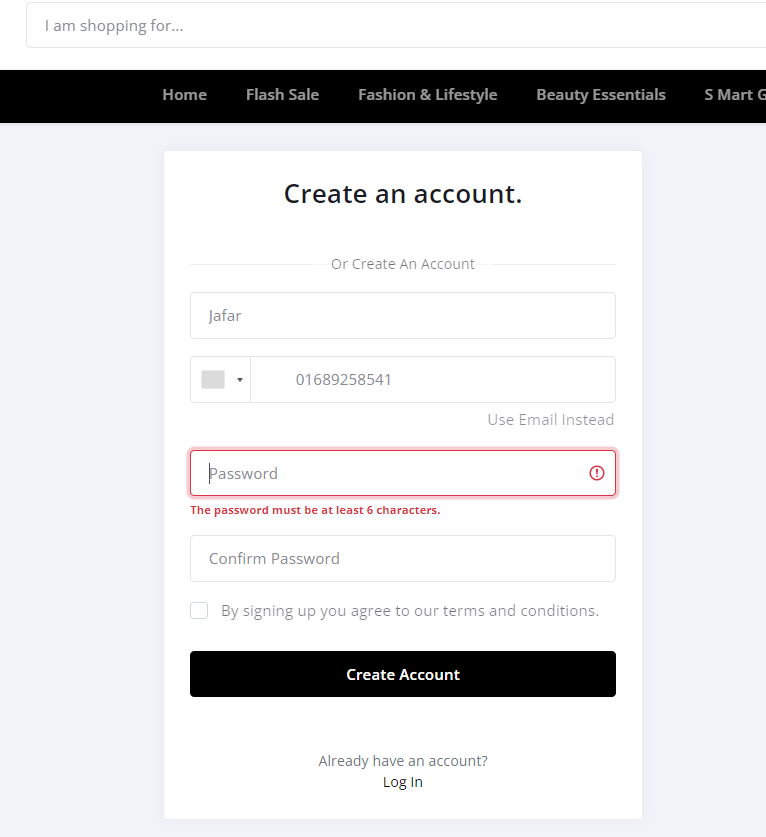 I am shopping for...
Home Flash Sale Fashion & Lifestyle Beauty Essentials S Mart G
Create an account.
Or Create An Account
Jafar
01689258541
Use Email Instead
Password
The password must be at least 6 characters.
Confirm Password
By signing up you agree to our terms and conditions.
Create Account
Already have an account?
Log In